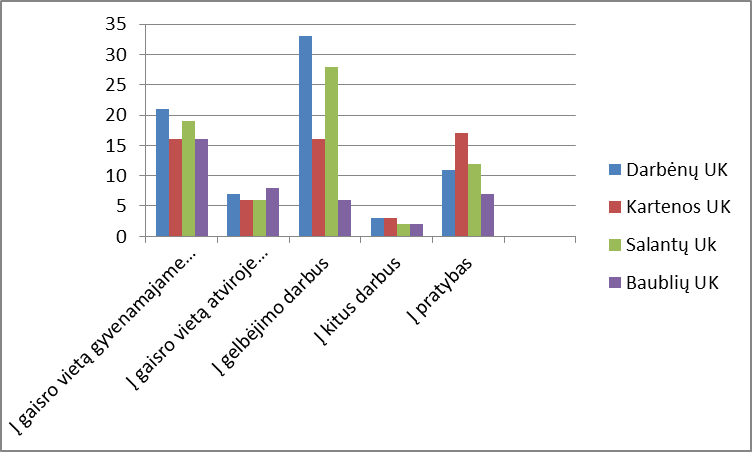 35
30
25
20
15
10
5
0
Į gaisro vietą gyvenamajame...
Į gaisro vietą atviroje...
Į gelbėjimo darbus
Į kitus darbus
Į pratybas
Darbėnų UK
Kartenos UK
Salantų Uk
Baublių UK